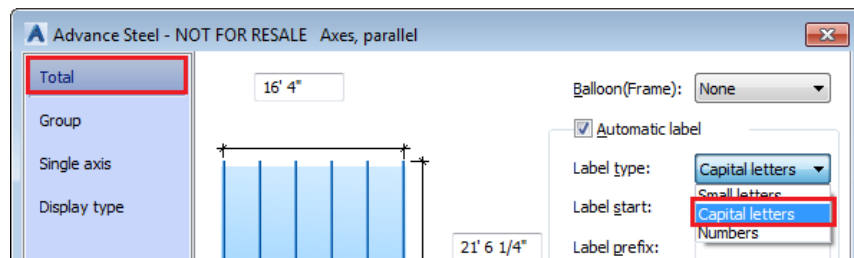 Advance Steel - NOT FOR RESALE Axes, parallel
Total
16' 4"
Balloon(Frame): None
Group
Automatic label
Single axis
Label type: Capital letters
Small letters
Display type
Label start:
Capital letters
Numbers
21' 6 1/4"
Label prefix: